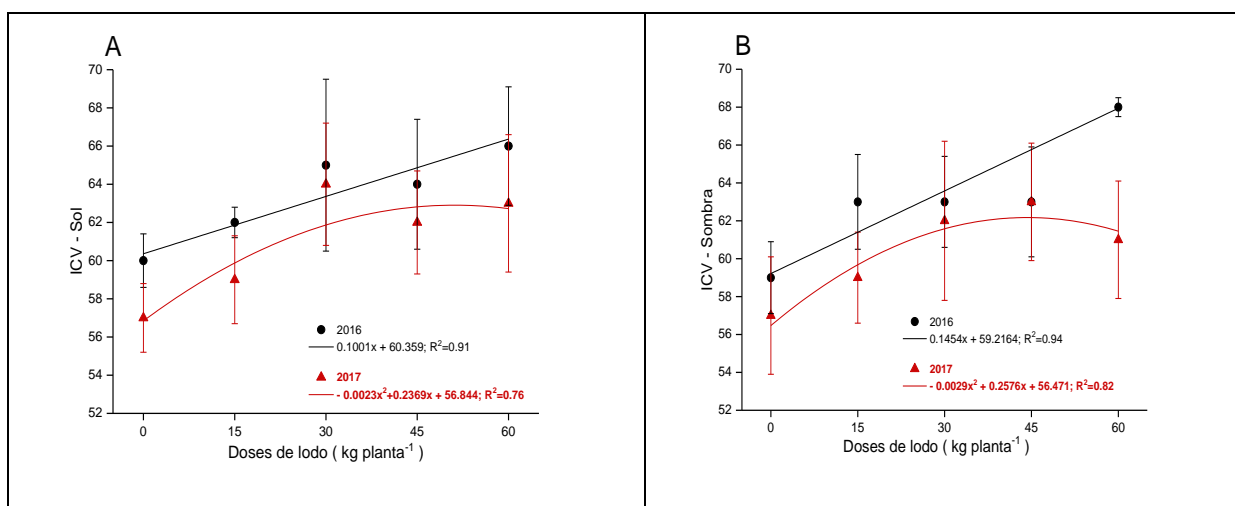 A
70
68
66
64
62
60
58
56
54
52
ICV - Sol
2016
0.1001x + 60.359; R²=0.91
2017
- 0.0023x²+0.2369x + 56.844; R²=0.76
0 15 30 45 60
Doses de lodo ( kg planta⁻¹ )
B
70
68
66
64
62
60
58
56
54
52
ICV - Sombra
2016
0.1454x + 59.2164; R²=0.94
2017
- 0.0029x² + 0.2576x + 56.471; R²=0.82
0 15 30 45 60
Doses de lodo ( kg planta⁻¹ )